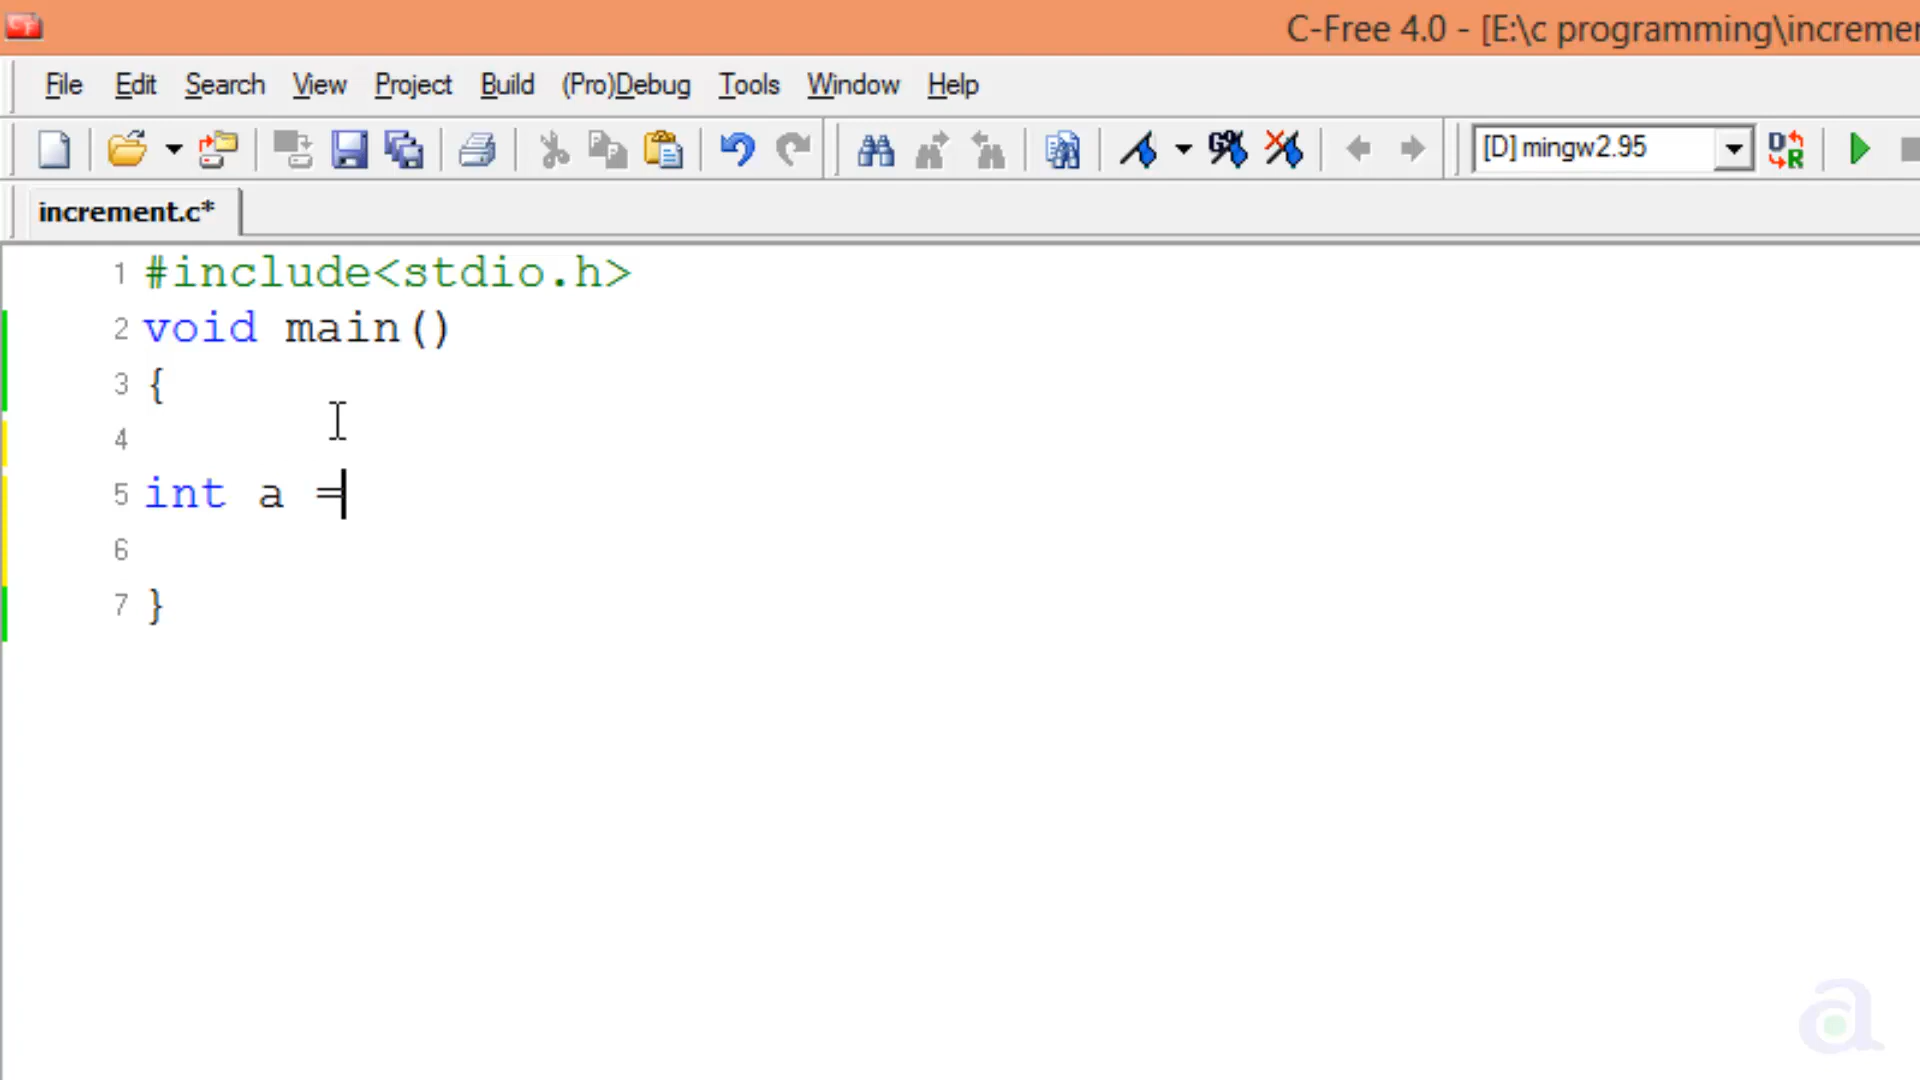 C-Free 4.0 - [E:\c programming\incremen
File Edit Search View Project Build (Pro)Debug Tools Window Help
[D] mingw2.95
increment.c*
1 #include<stdio.h>
2 void main()
3 {
4
5 int a =
6
7 }
a